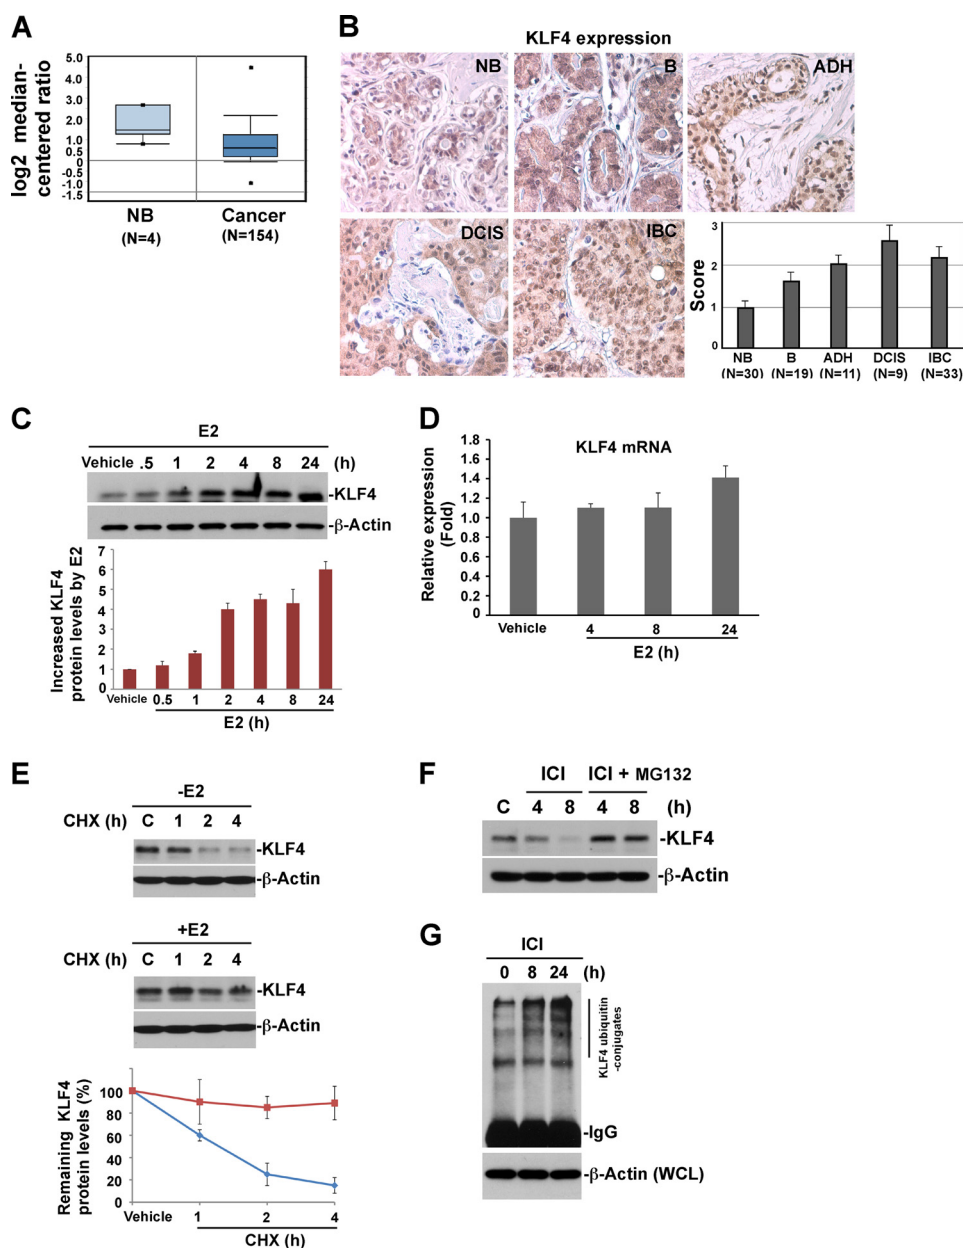 A
log2 median-
centered ratio
5.0
4.0
3.0
2.0
1.0
0.5
0
-0.5
-1.0
-1.5
NB
(N=4)
Cancer
(N=154)
B
KLF4 expression
NB
B
ADH
DCIS
IBC
Score
3
2
1
0
NB
(N=30)
B
(N=19)
ADH
(N=11)
DCIS
(N=9)
IBC
(N=33)
C
E2
Vehicle .5 1 2 4 8 24 (h)
-KLF4
-β-Actin
Increased KLF4
protein levels by E2
7
6
5
4
3
2
1
0
Vehicle 0.5 1 2 4 8 24
E2 (h)
D
KLF4 mRNA
Relative expression
(Fold)
1.8
1.6
1.4
1.2
1.0
0.8
0.6
0.4
0.2
0
Vehicle 4 8 24
E2 (h)
E
-E2
CHX (h) C 1 2 4
-KLF4
-β-Actin
+E2
CHX (h) C 1 2 4
-KLF4
-β-Actin
Remaining KLF4
protein levels (%)
100
80
60
40
20
0
Vehicle 1 2 4
CHX (h)
F
ICI ICI + MG132
C 4 8 4 8 (h)
-KLF4
-β-Actin
G
ICI
0 8 24 (h)
KLF4 ubiquitin
-conjugates
-IgG
-β-Actin (WCL)